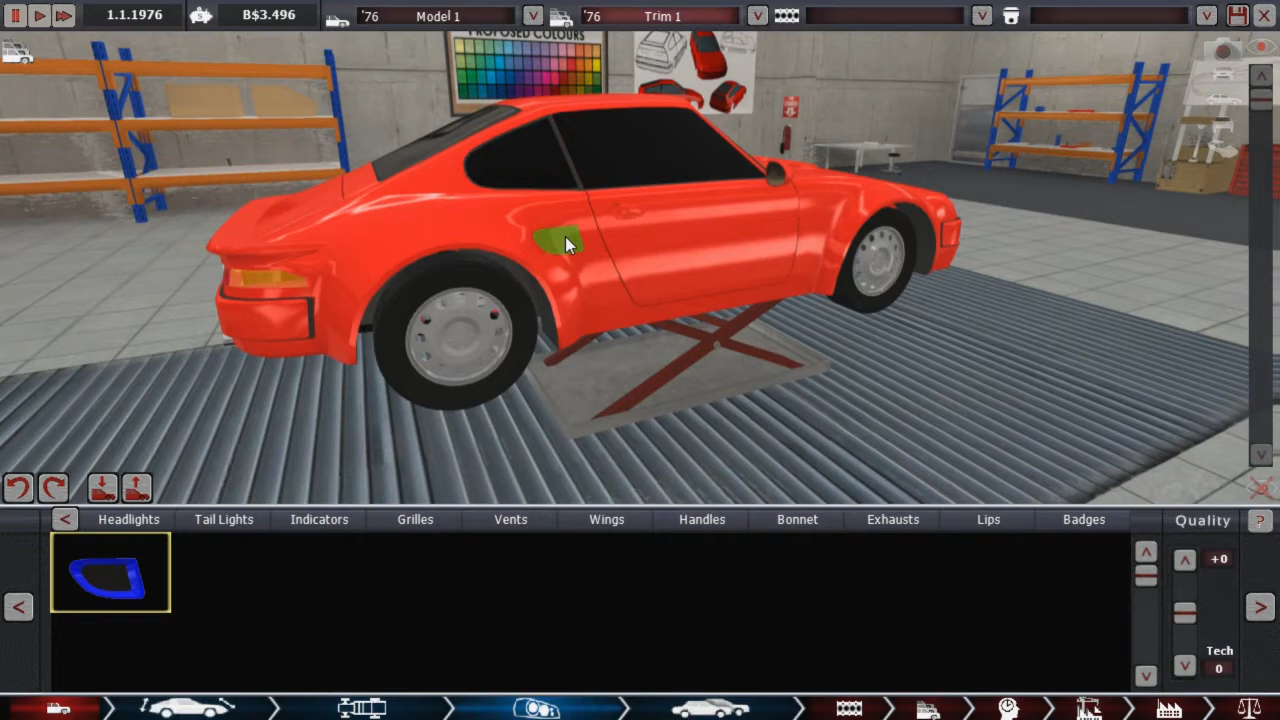 1.1.1976
B$3.496
'76 Model 1
'76 Trim 1
PROPOSED COLOURS
Headlights
Tail Lights
Indicators
Grilles
Vents
Wings
Handles
Bonnet
Exhausts
Lips
Badges
Quality
?
+0
Tech
0